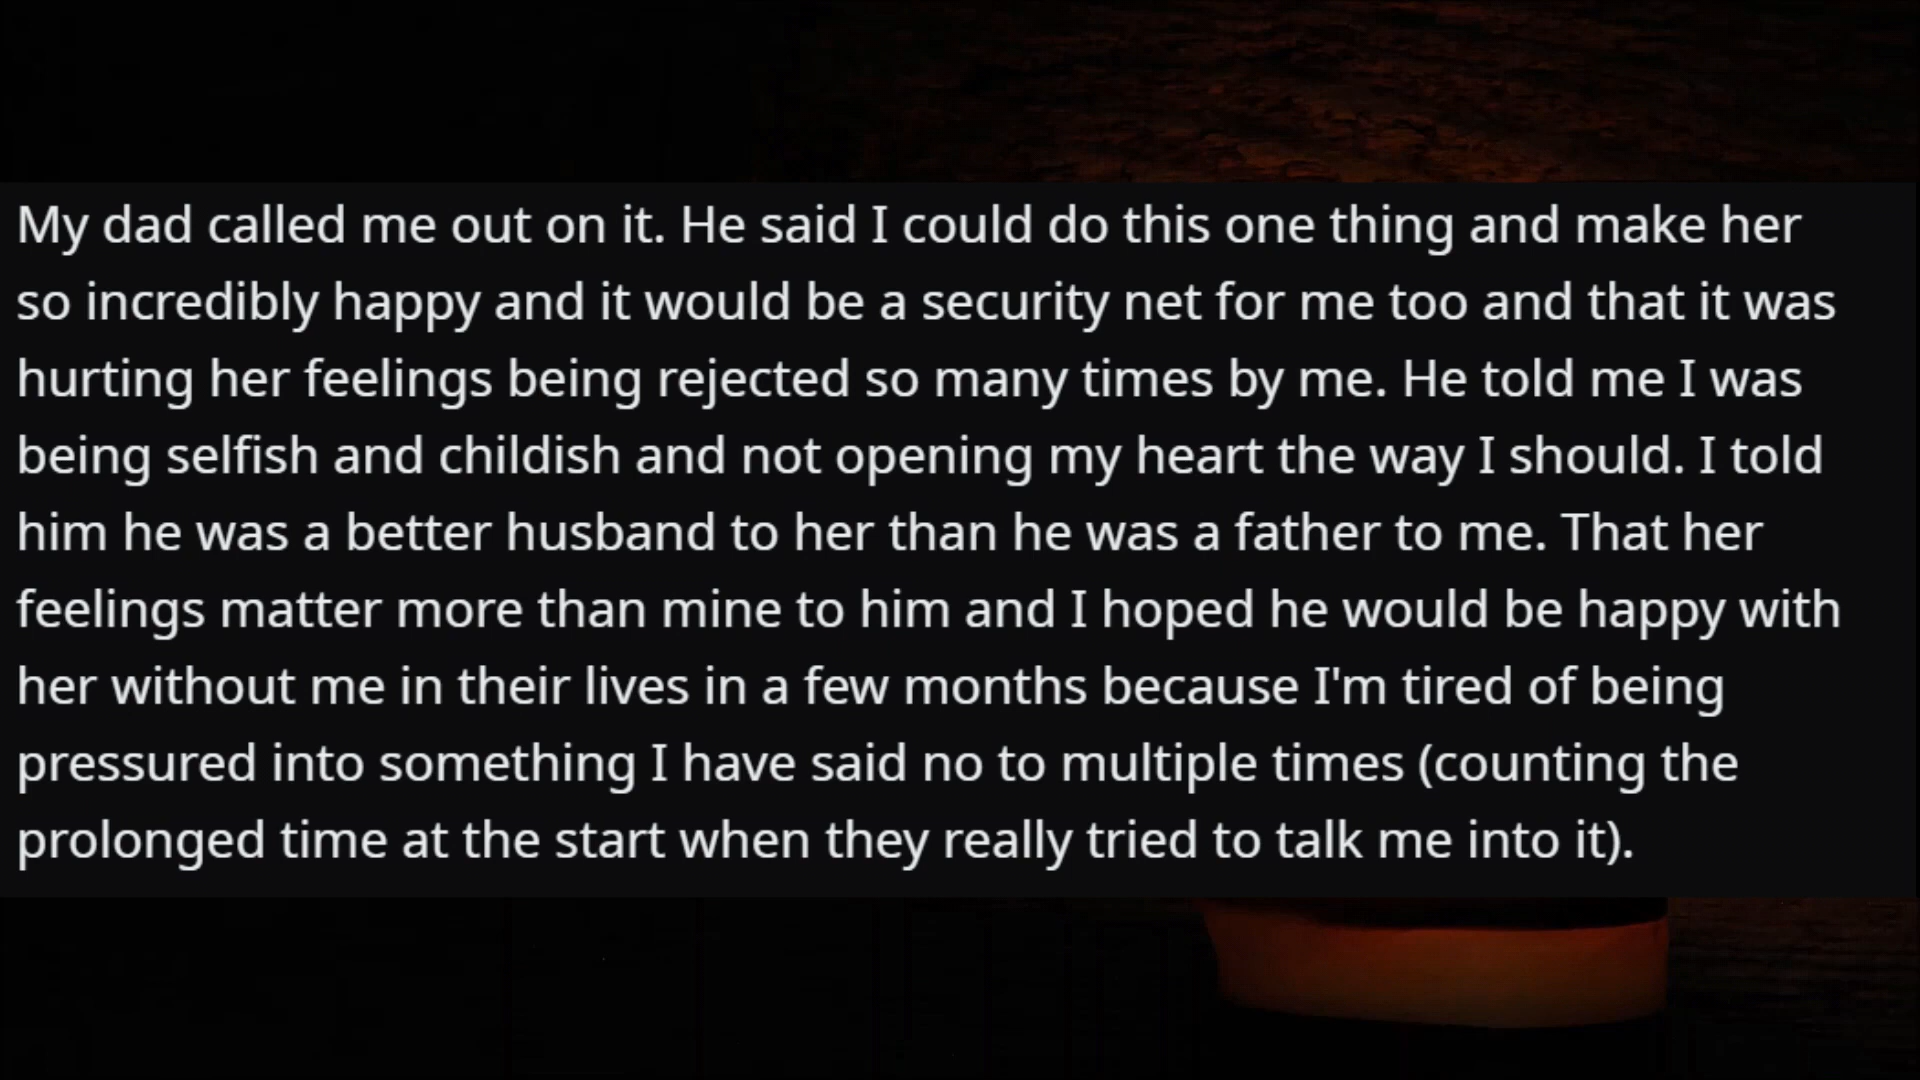 My dad called me out on it. He said I could do this one thing and make her
so incredibly happy and it would be a security net for me too and that it was
hurting her feelings being rejected so many times by me. He told me I was
being selfish and childish and not opening my heart the way I should. I told
him he was a better husband to her than he was a father to me. That her
feelings matter more than mine to him and I hoped he would be happy with
her without me in their lives in a few months because I'm tired of being
pressured into something I have said no to multiple times (counting the
prolonged time at the start when they really tried to talk me into it).